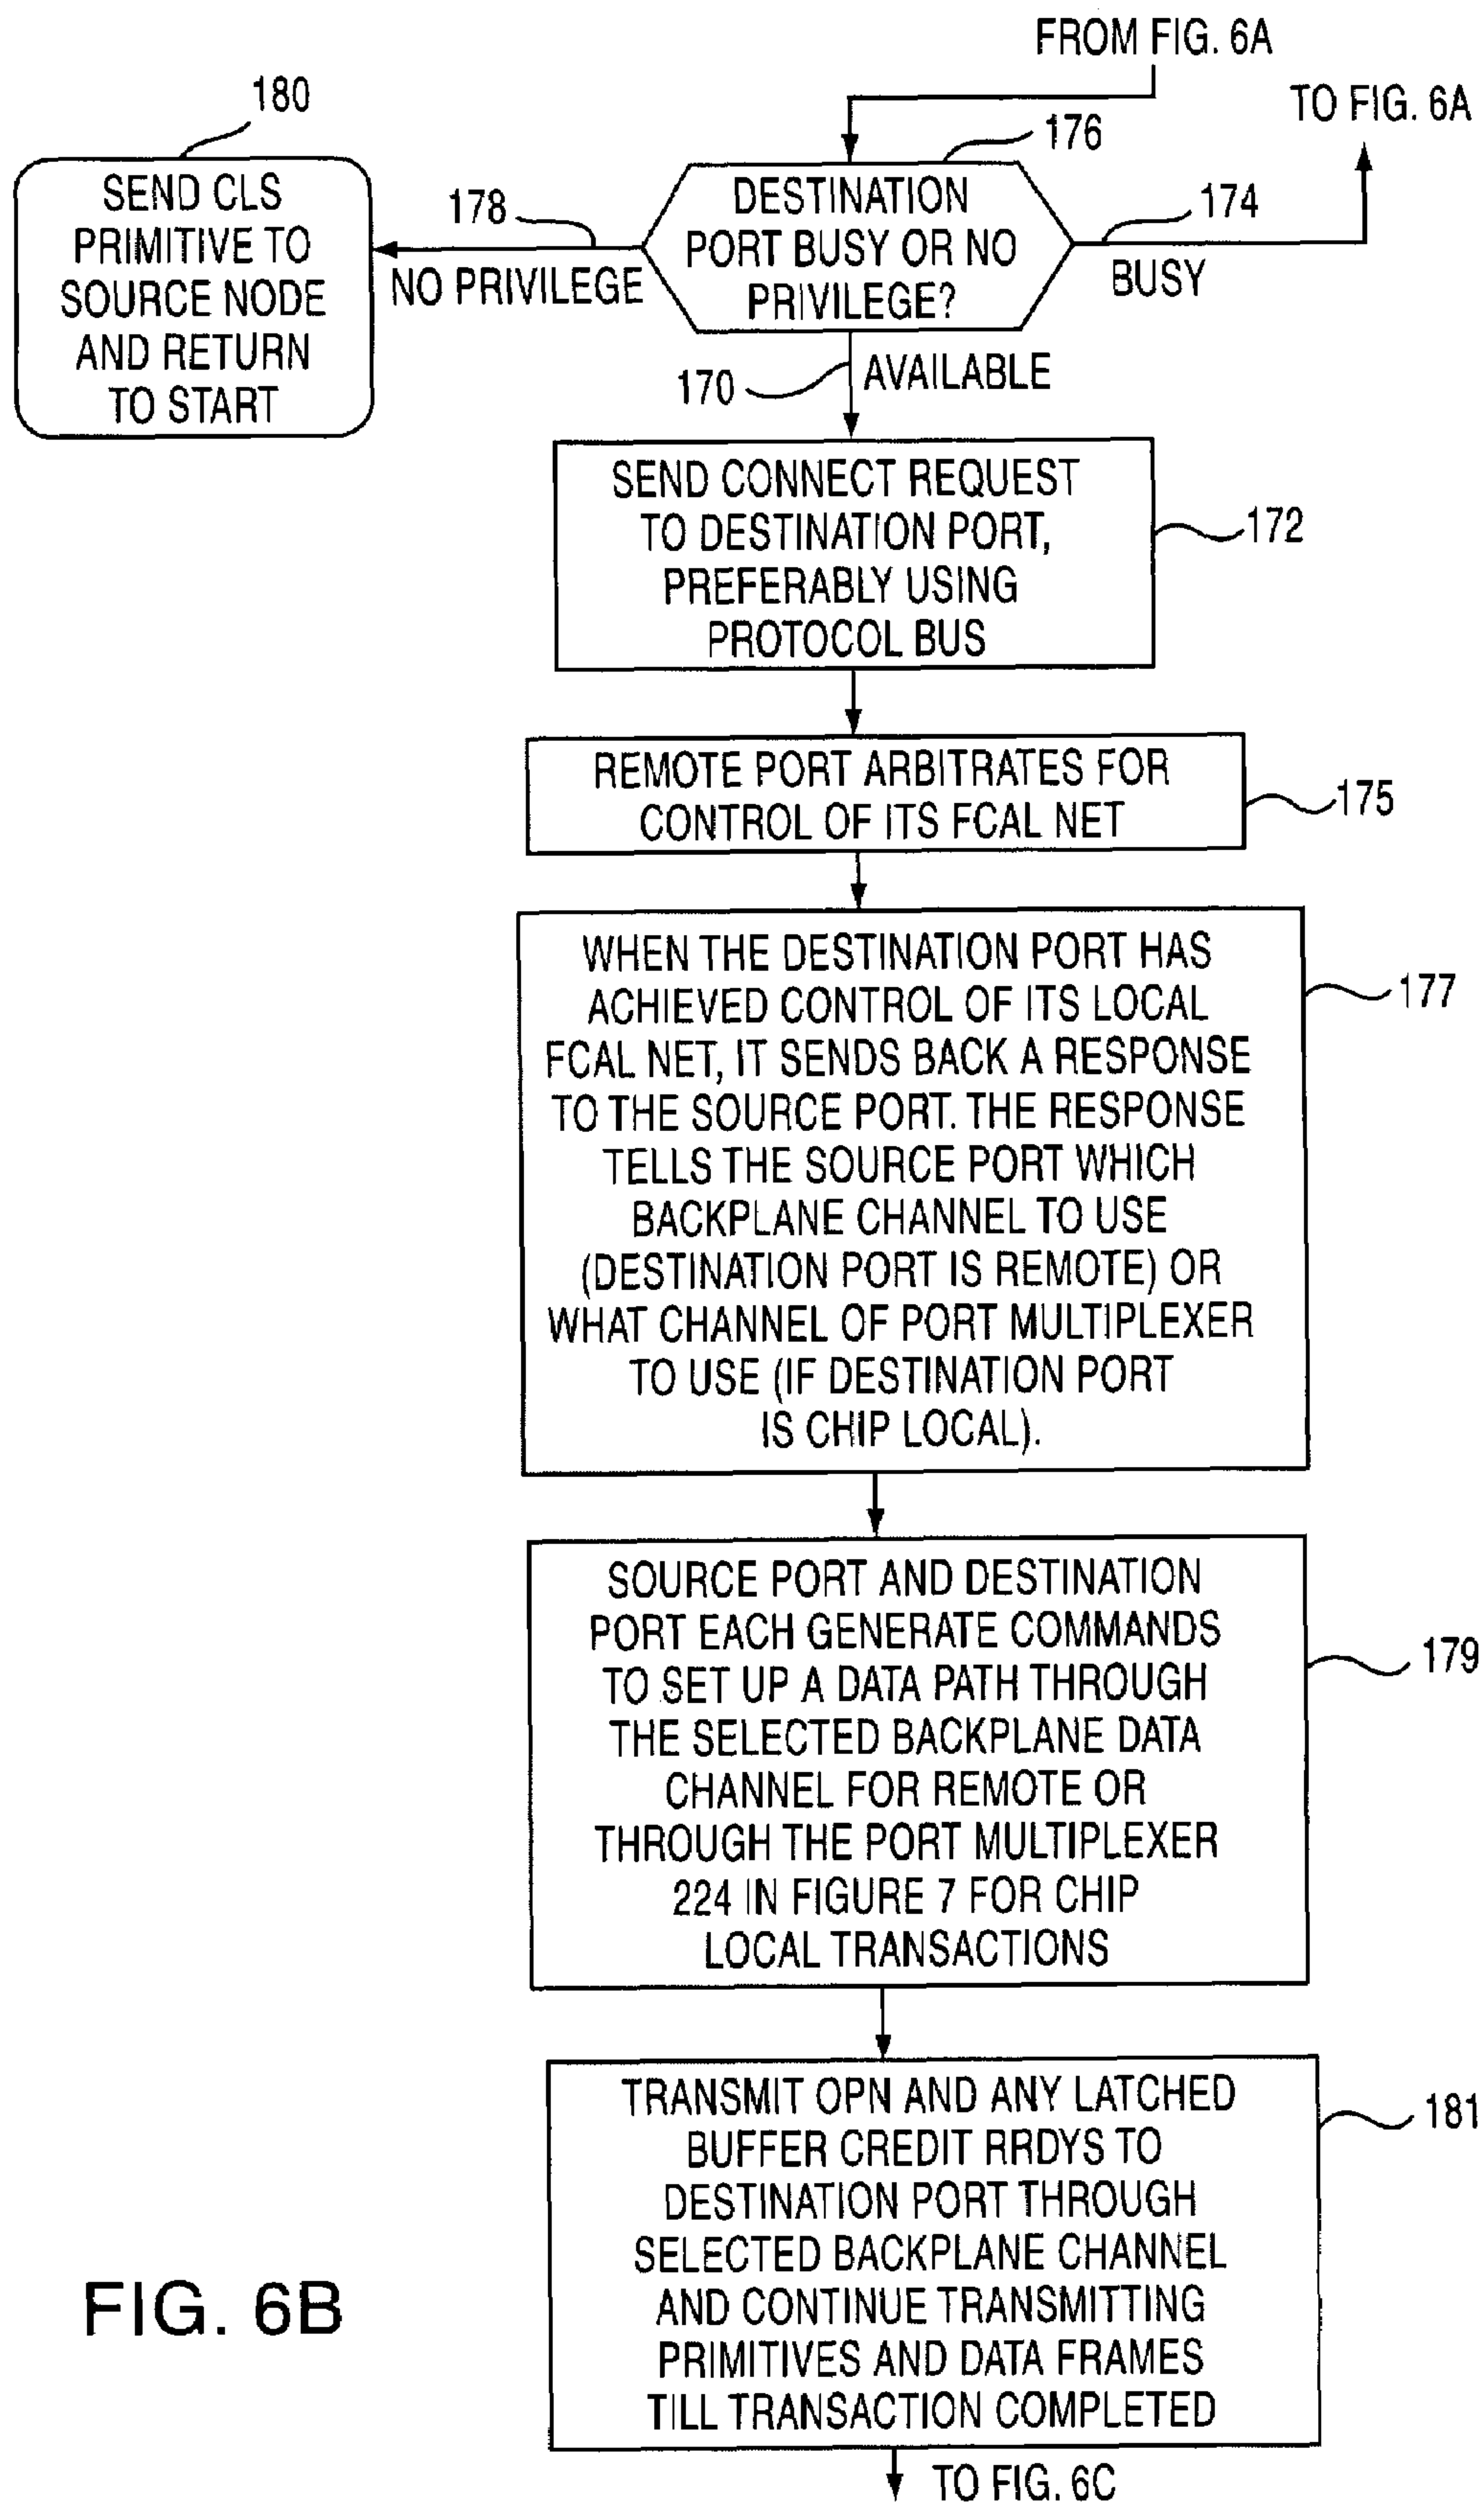 FROM FIG. 6A
TO FIG. 6A
180
176
SEND CLS
PRIMITIVE TO
SOURCE NODE
AND RETURN
TO START
178
NO PRIVILEGE
DESTINATION
PORT BUSY OR NO
PRIVILEGE?
174
BUSY
170
AVAILABLE
SEND CONNECT REQUEST
TO DESTINATION PORT,
PREFERABLY USING
PROTOCOL BUS
172
REMOTE PORT ARBITRATES FOR
CONTROL OF ITS FCAL NET
175
WHEN THE DESTINATION PORT HAS
ACHIEVED CONTROL OF ITS LOCAL
FCAL NET, IT SENDS BACK A RESPONSE
TO THE SOURCE PORT. THE RESPONSE
TELLS THE SOURCE PORT WHICH
BACKPLANE CHANNEL TO USE
(DESTINATION PORT IS REMOTE) OR
WHAT CHANNEL OF PORT MULTIPLEXER
TO USE (IF DESTINATION PORT
IS CHIP LOCAL).
177
SOURCE PORT AND DESTINATION
PORT EACH GENERATE COMMANDS
TO SET UP A DATA PATH THROUGH
THE SELECTED BACKPLANE DATA
CHANNEL FOR REMOTE OR
THROUGH THE PORT MULTIPLEXER
224 IN FIGURE 7 FOR CHIP
LOCAL TRANSACTIONS
179
TRANSMIT OPN AND ANY LATCHED
BUFFER CREDIT RRDYS TO
DESTINATION PORT THROUGH
SELECTED BACKPLANE CHANNEL
AND CONTINUE TRANSMITTING
PRIMITIVES AND DATA FRAMES
TILL TRANSACTION COMPLETED
181
FIG. 6B
TO FIG. 6C